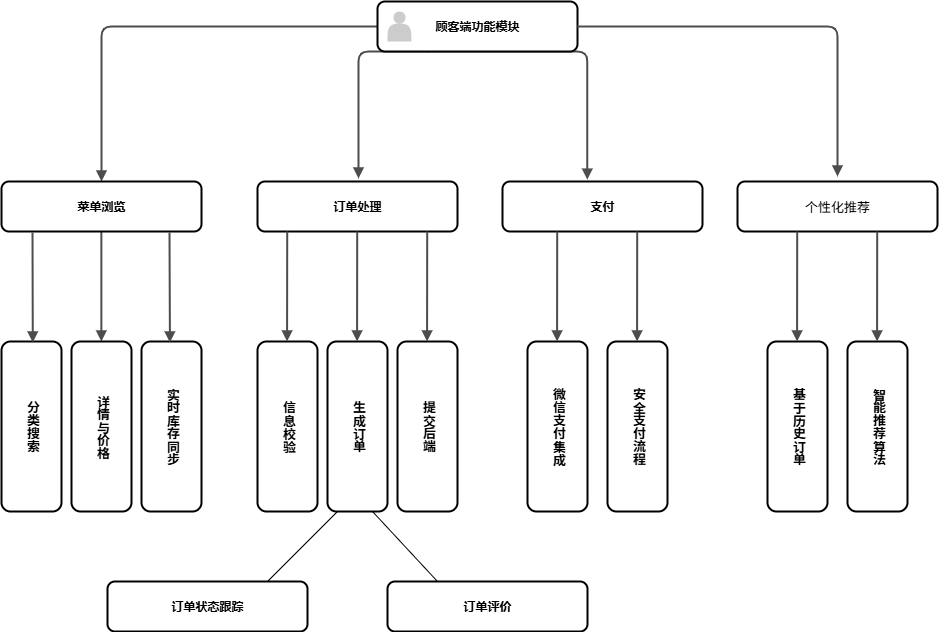 顾客端功能模块
菜单浏览
订单处理
支付
个性化推荐
分类搜索
详情与价格
实时库存同步
信息校验
生成订单
提交后端
微信支付集成
安全支付流程
基于历史订单
智能推荐算法
订单状态跟踪
订单评价